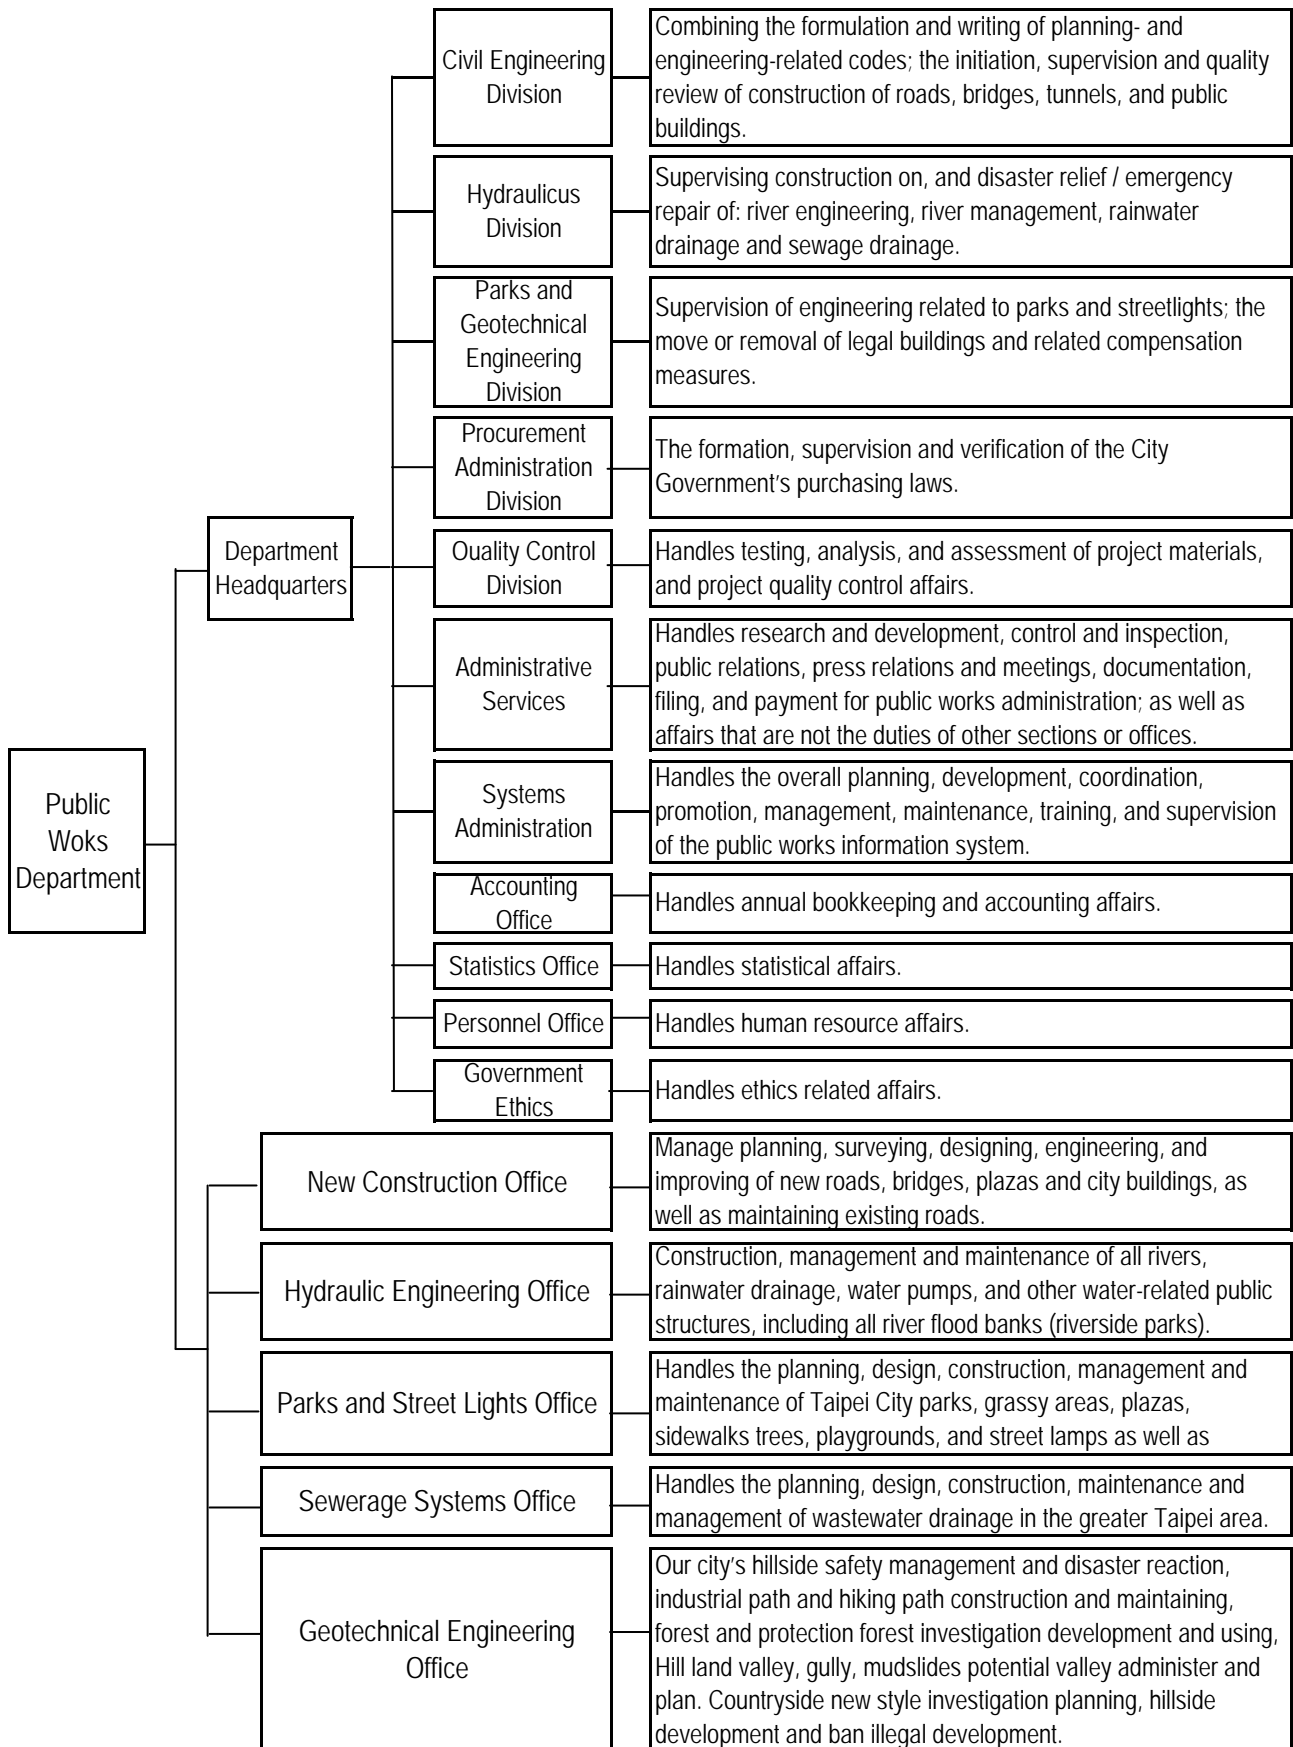 Civil Engineering
Division
Combining the formulation and writing of planning- and
engineering-related codes; the initiation, supervision and quality
review of construction of roads, bridges, tunnels, and public
buildings.
Hydraulicus
Division
Supervising construction on, and disaster relief / emergency
repair of: river engineering, river management, rainwater
drainage and sewage drainage.
Parks and
Geotechnical
Engineering
Division
Supervision of engineering related to parks and streetlights; the
move or removal of legal buildings and related compensation
measures.
Procurement
Administration
Division
The formation, supervision and verification of the City
Government's purchasing laws.
Department
Headquarters
Ouality Control
Division
Handles testing, analysis, and assessment of project materials,
and project quality control affairs.
Administrative
Services
Handles research and development, control and inspection,
public relations, press relations and meetings, documentation,
filing, and payment for public works administration; as well as
affairs that are not the duties of other sections or offices.
Public
Woks
Department
Systems
Administration
Handles the overall planning, development, coordination,
promotion, management, maintenance, training, and supervision
of the public works information system.
Accounting
Office
Handles annual bookkeeping and accounting affairs.
Statistics Office
Handles statistical affairs.
Personnel Office
Handles human resource affairs.
Government
Ethics
Handles ethics related affairs.
New Construction Office
Manage planning, surveying, designing, engineering, and
improving of new roads, bridges, plazas and city buildings, as
well as maintaining existing roads.
Hydraulic Engineering Office
Construction, management and maintenance of all rivers,
rainwater drainage, water pumps, and other water-related public
structures, including all river flood banks (riverside parks).
Parks and Street Lights Office
Handles the planning, design, construction, management and
maintenance of Taipei City parks, grassy areas, plazas,
sidewalks trees, playgrounds, and street lamps as well as
Sewerage Systems Office
Handles the planning, design, construction, maintenance and
management of wastewater drainage in the greater Taipei area.
Geotechnical Engineering
Office
Our city's hillside safety management and disaster reaction,
industrial path and hiking path construction and maintaining,
forest and protection forest investigation development and using,
Hill land valley, gully, mudslides potential valley administer and
plan. Countryside new style investigation planning, hillside
development and ban illegal development.